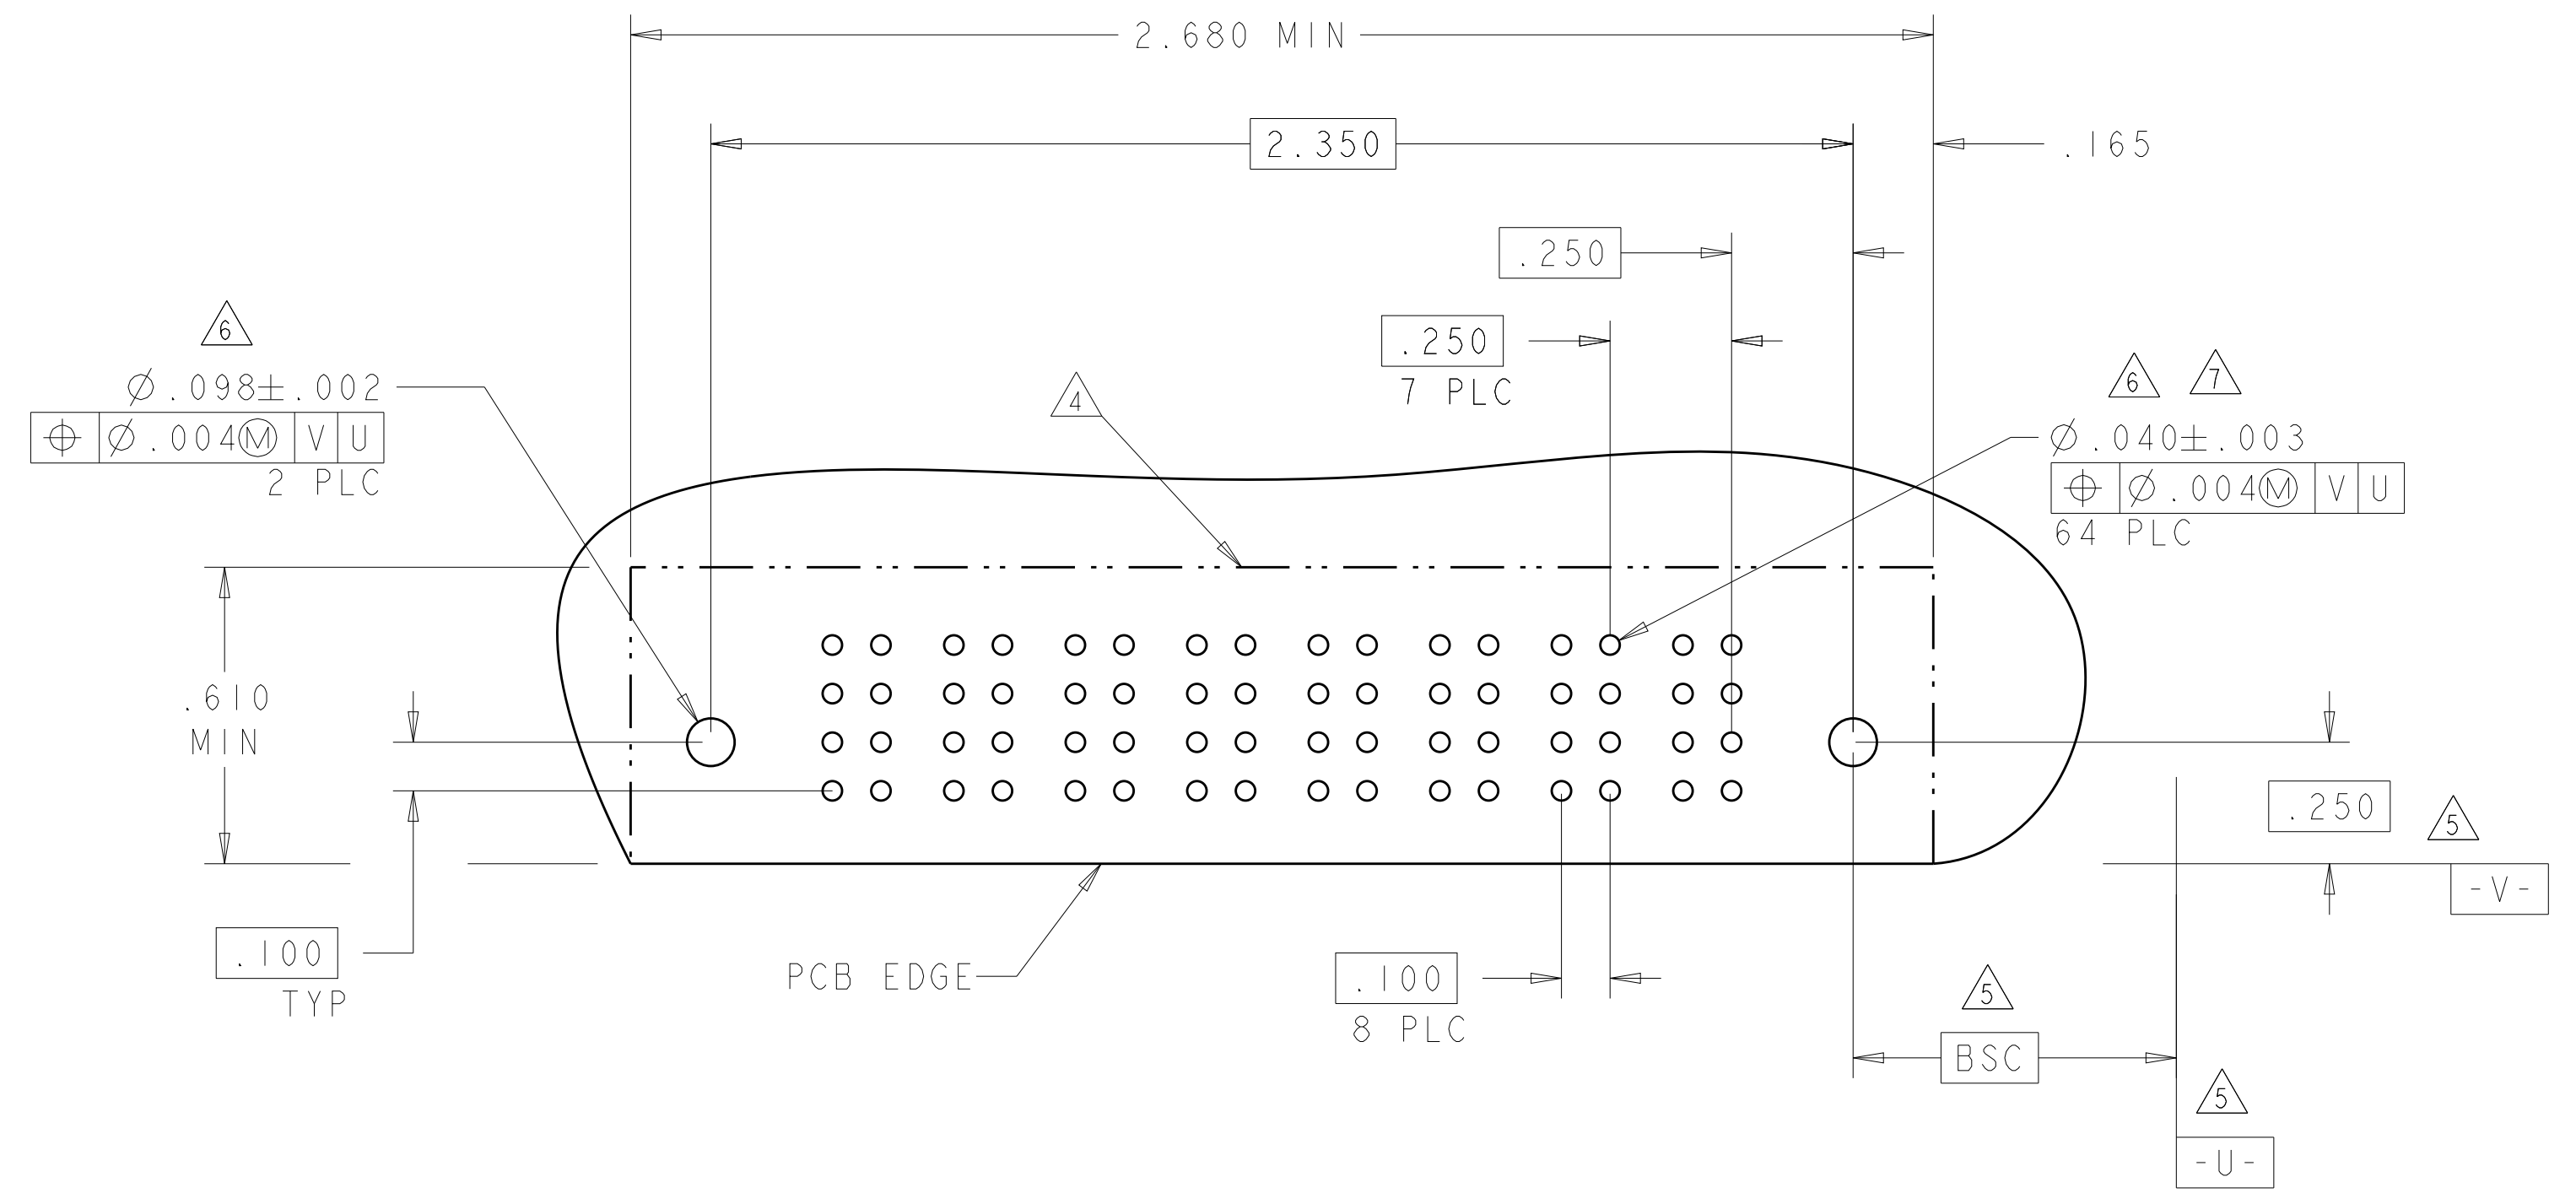 2.680 MIN
2.350
.165
.250
.250
7 PLC
6
Ø.098±.002
⌖ Ø.004Ⓜ V U
2 PLC
4
6 7
Ø.040±.003
⌖ Ø.004Ⓜ V U
64 PLC
.610
MIN
.250
5
-V-
.100
TYP
PCB EDGE
.100
8 PLC
5
BSC
5
-U-